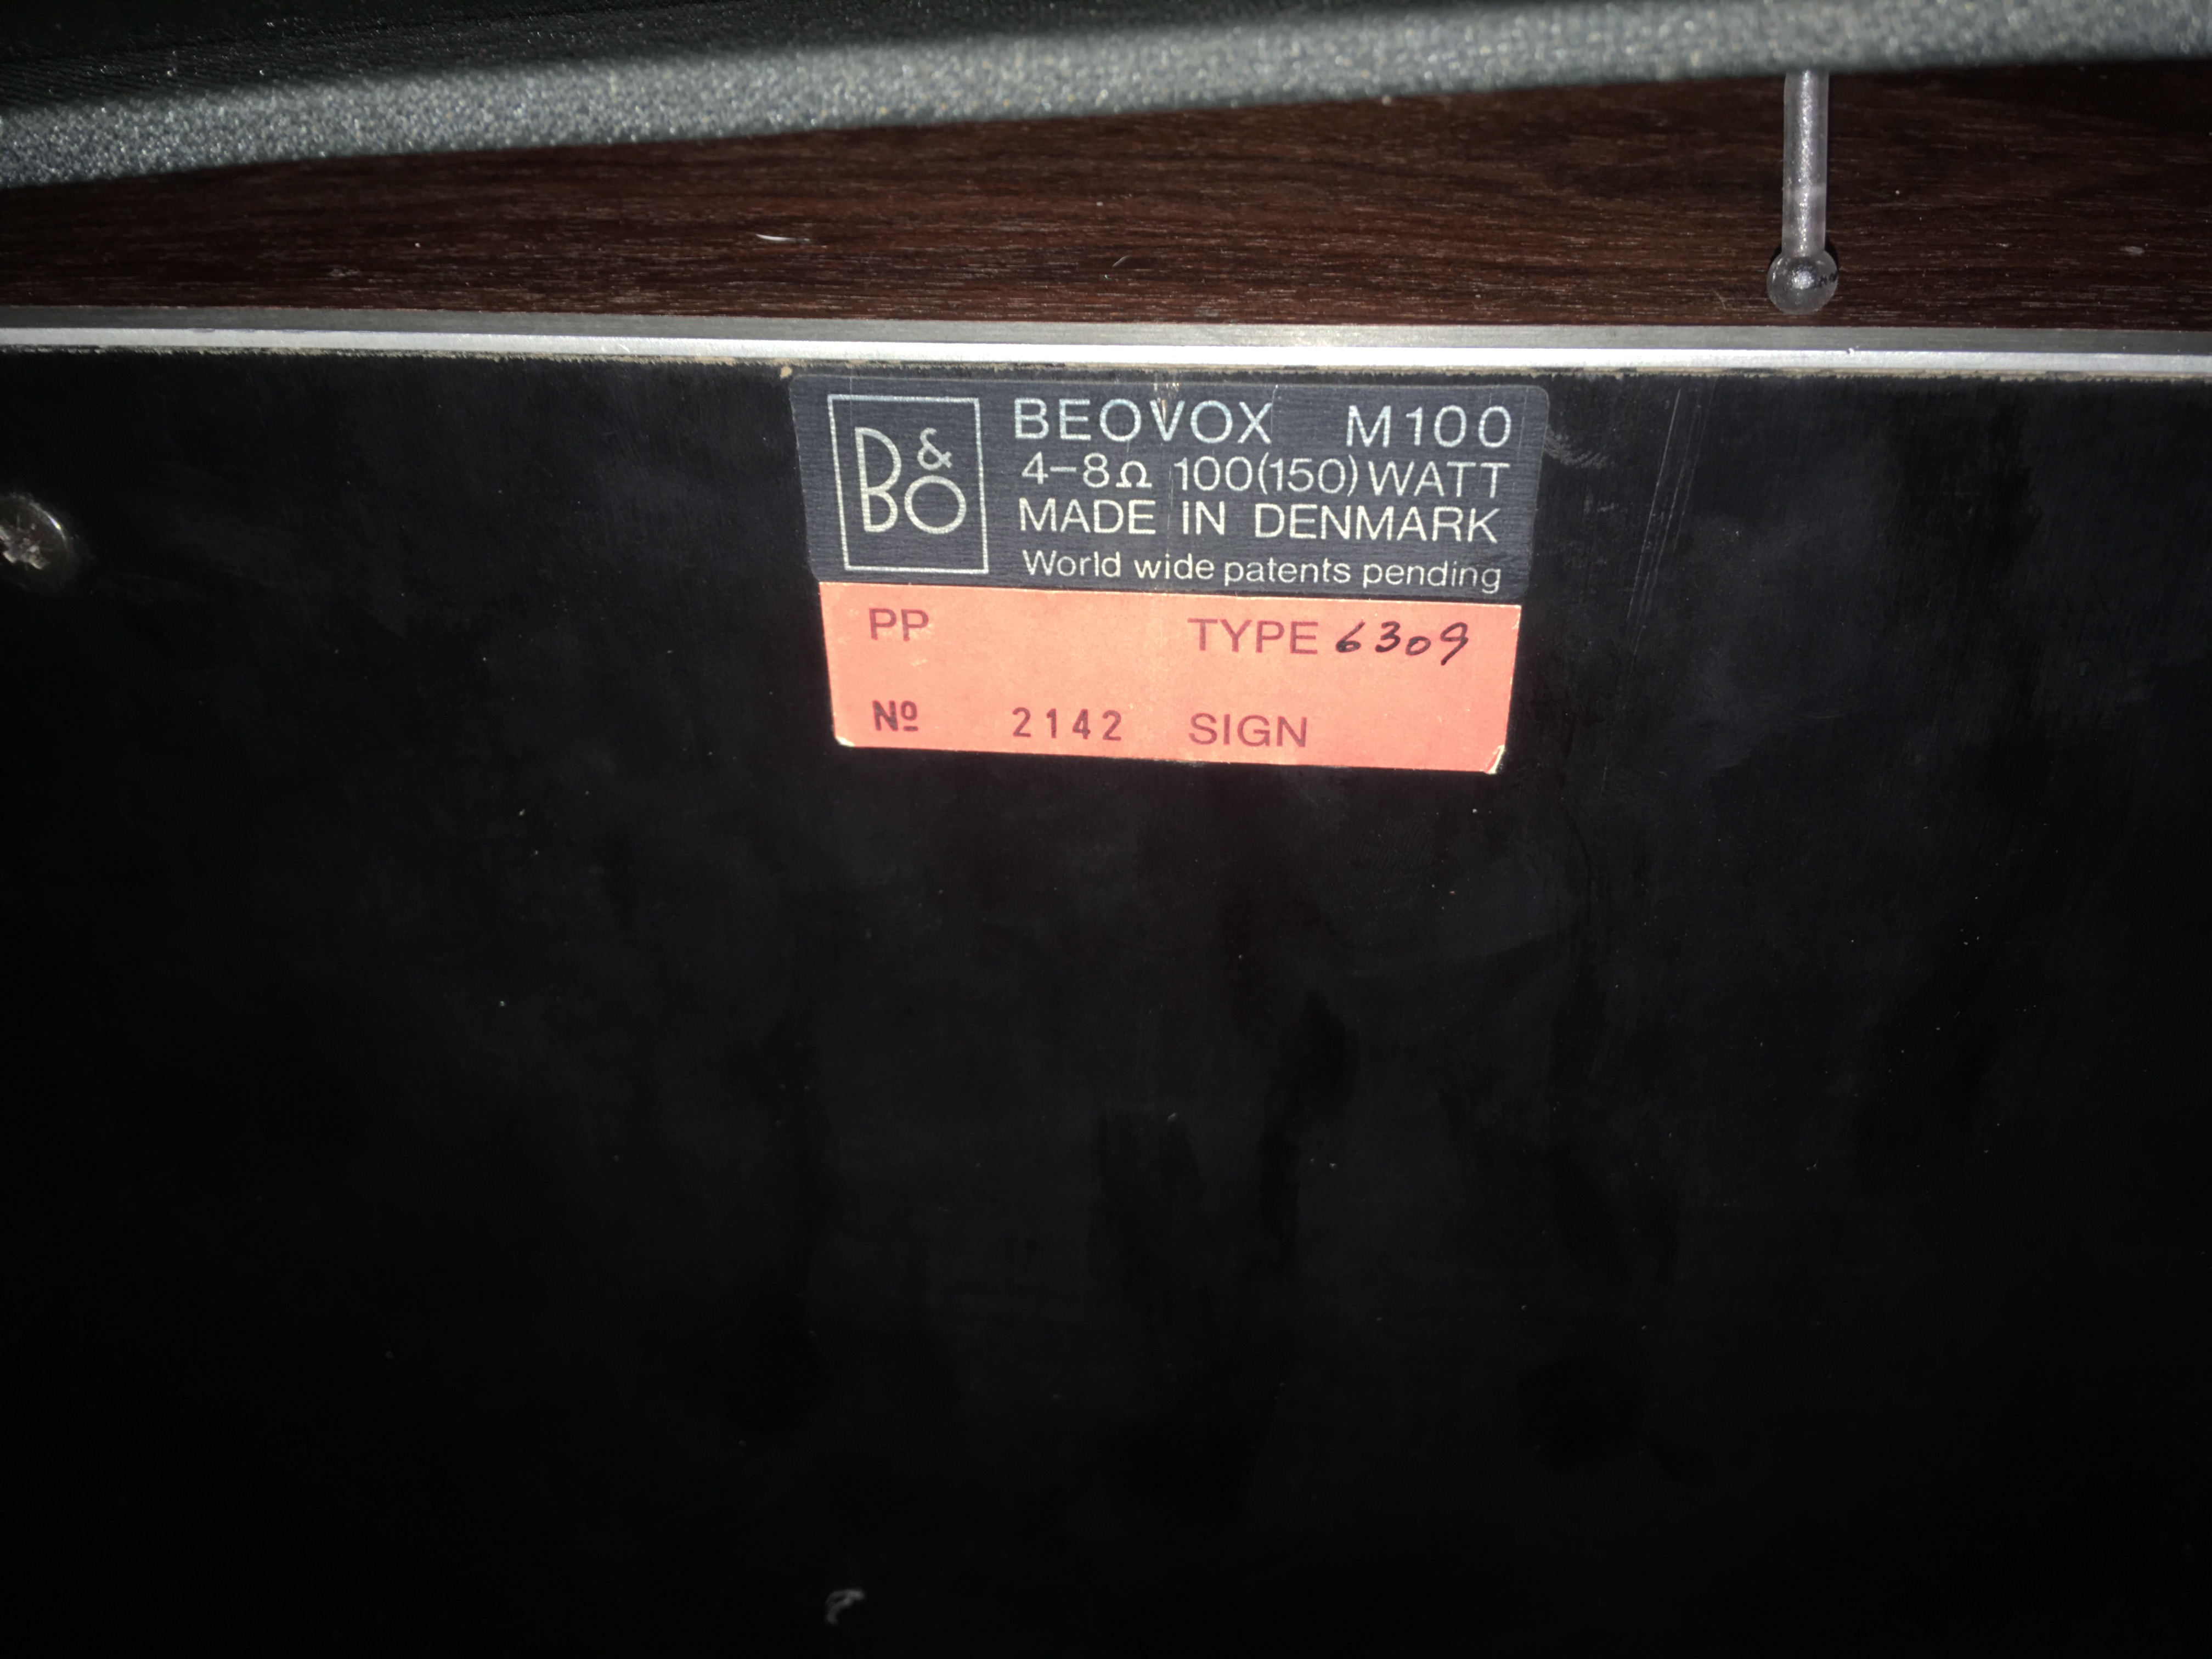 B&O
BEOVOX M100
4-8Ω 100(150) WATT
MADE IN DENMARK
World wide patents pending
PP TYPE 6309
Nº 2142 SIGN